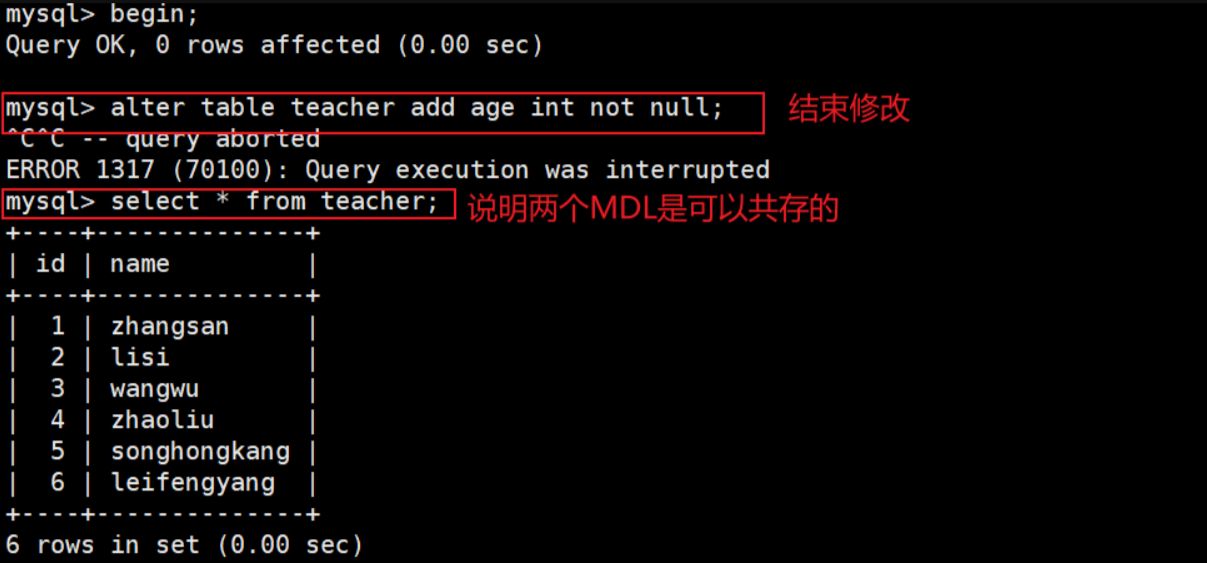 mysql> begin;
Query OK, 0 rows affected (0.00 sec)
mysql> alter table teacher add age int not null; 结束修改
^C^C -- query aborted
ERROR 1317 (70100): Query execution was interrupted
mysql> select * from teacher; 说明两个MDL是可以共存的
+----+--------------+
| id | name         |
+----+--------------+
|  1 | zhangsan     |
|  2 | lisi         |
|  3 | wangwu       |
|  4 | zhaoliu      |
|  5 | songhongkang |
|  6 | leifengyang  |
+----+--------------+
6 rows in set (0.00 sec)